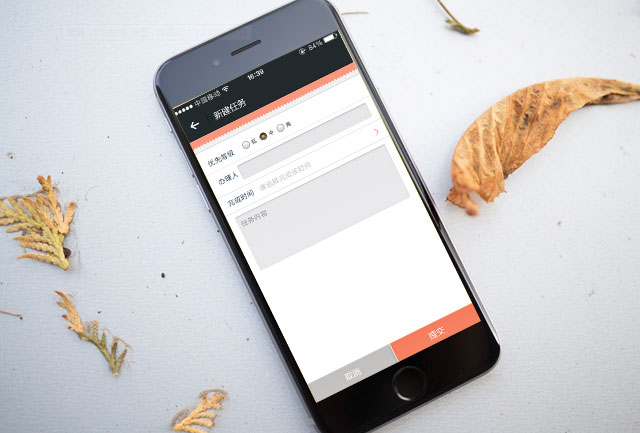 中国移动 16:39 84%
新建任务
优先等级 低 中 高
办理人
完成时间 请选择完成该时间
任务内容
取消 提交